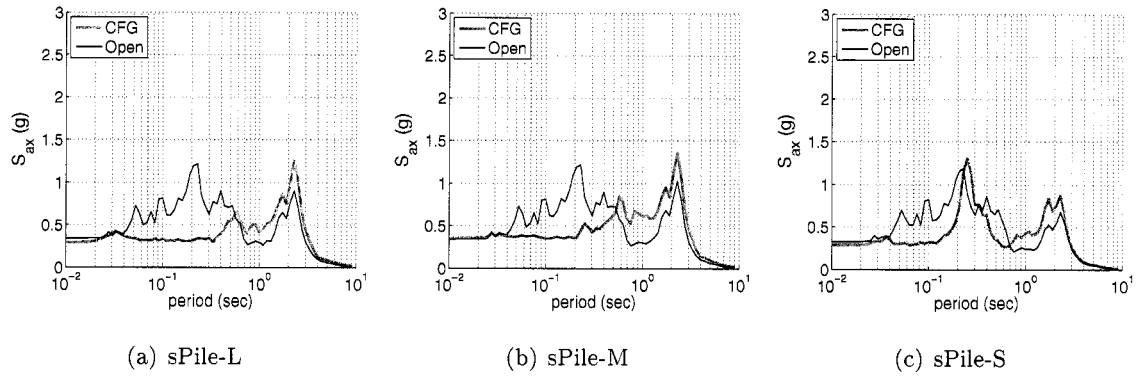 3
2.5
2
1.5
1
0.5
0
S_ax (g)
CFG
Open
10^-2
10^-1
10^0
10^1
period (sec)
(a) sPile-L
3
2.5
2
1.5
1
0.5
0
S_ax (g)
CFG
Open
10^-2
10^-1
10^0
10^1
period (sec)
(b) sPile-M
3
2.5
2
1.5
1
0.5
0
S_ax (g)
CFG
Open
10^-2
10^-1
10^0
10^1
period (sec)
(c) sPile-S